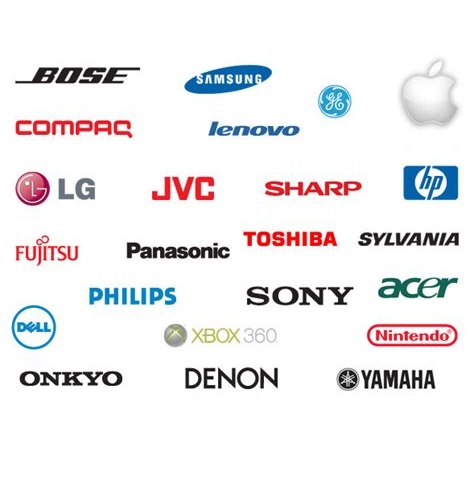 BOSE
SAMSUNG
GE
COMPAQ
lenovo
LG
JVC
SHARP
hp
FUJITSU
Panasonic
TOSHIBA
SYLVANIA
PHILIPS
SONY
acer
DELL
XBOX 360
Nintendo
ONKYO
DENON
YAMAHA